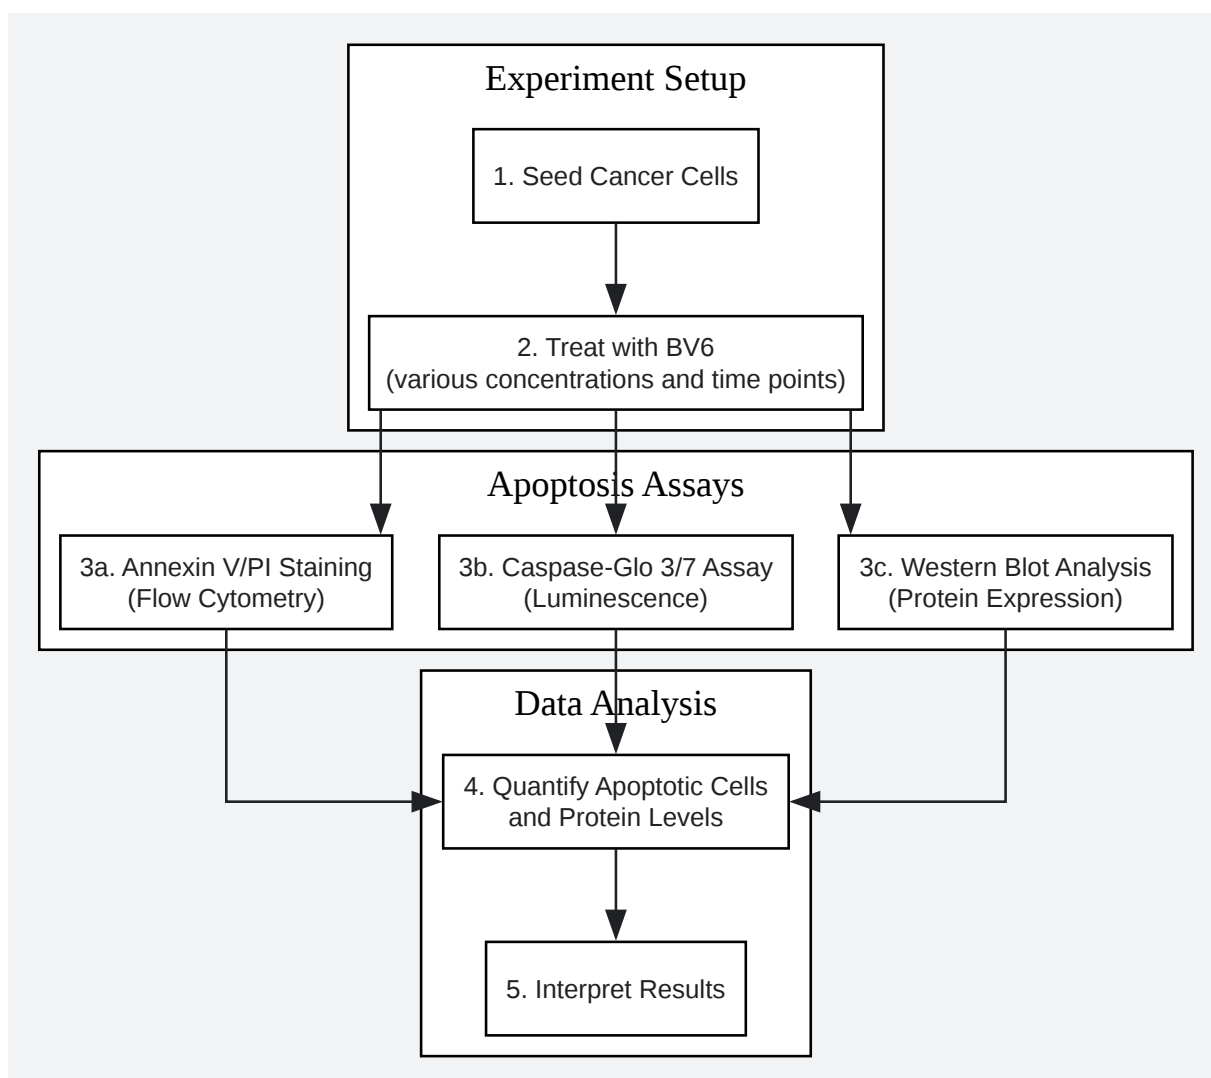 Experiment Setup
1. Seed Cancer Cells
2. Treat with BV6
(various concentrations and time points)
Apoptosis Assays
3a. Annexin V/PI Staining
(Flow Cytometry)
3b. Caspase-Glo 3/7 Assay
(Luminescence)
3c. Western Blot Analysis
(Protein Expression)
Data Analysis
4. Quantify Apoptotic Cells
and Protein Levels
5. Interpret Results